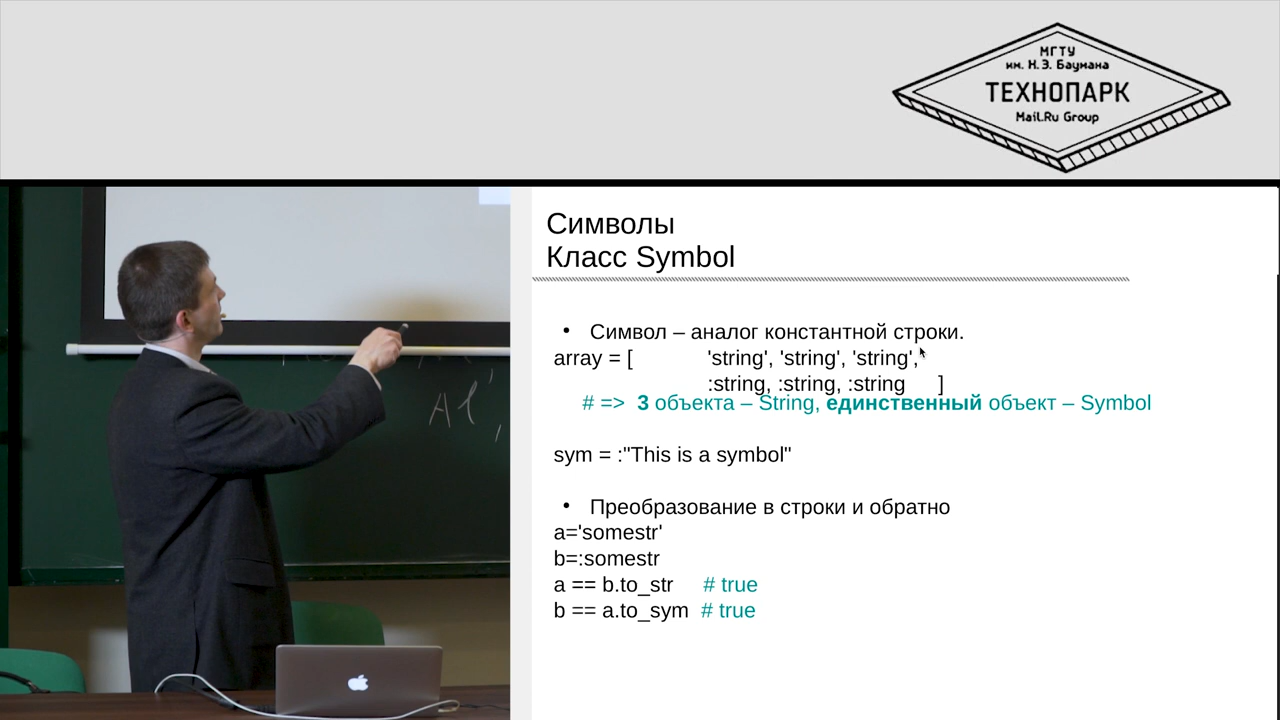 МГТУ
им. Н.Э. Баумана
ТЕХНОПАРК
Mail.Ru Group
Символы
Класс Symbol
• Символ – аналог константной строки.
array = [ 'string', 'string', 'string',
:string, :string, :string ]
# => 3 объекта – String, единственный объект – Symbol
sym = :"This is a symbol"
• Преобразование в строки и обратно
a='somestr'
b=:somestr
a == b.to_str # true
b == a.to_sym # true